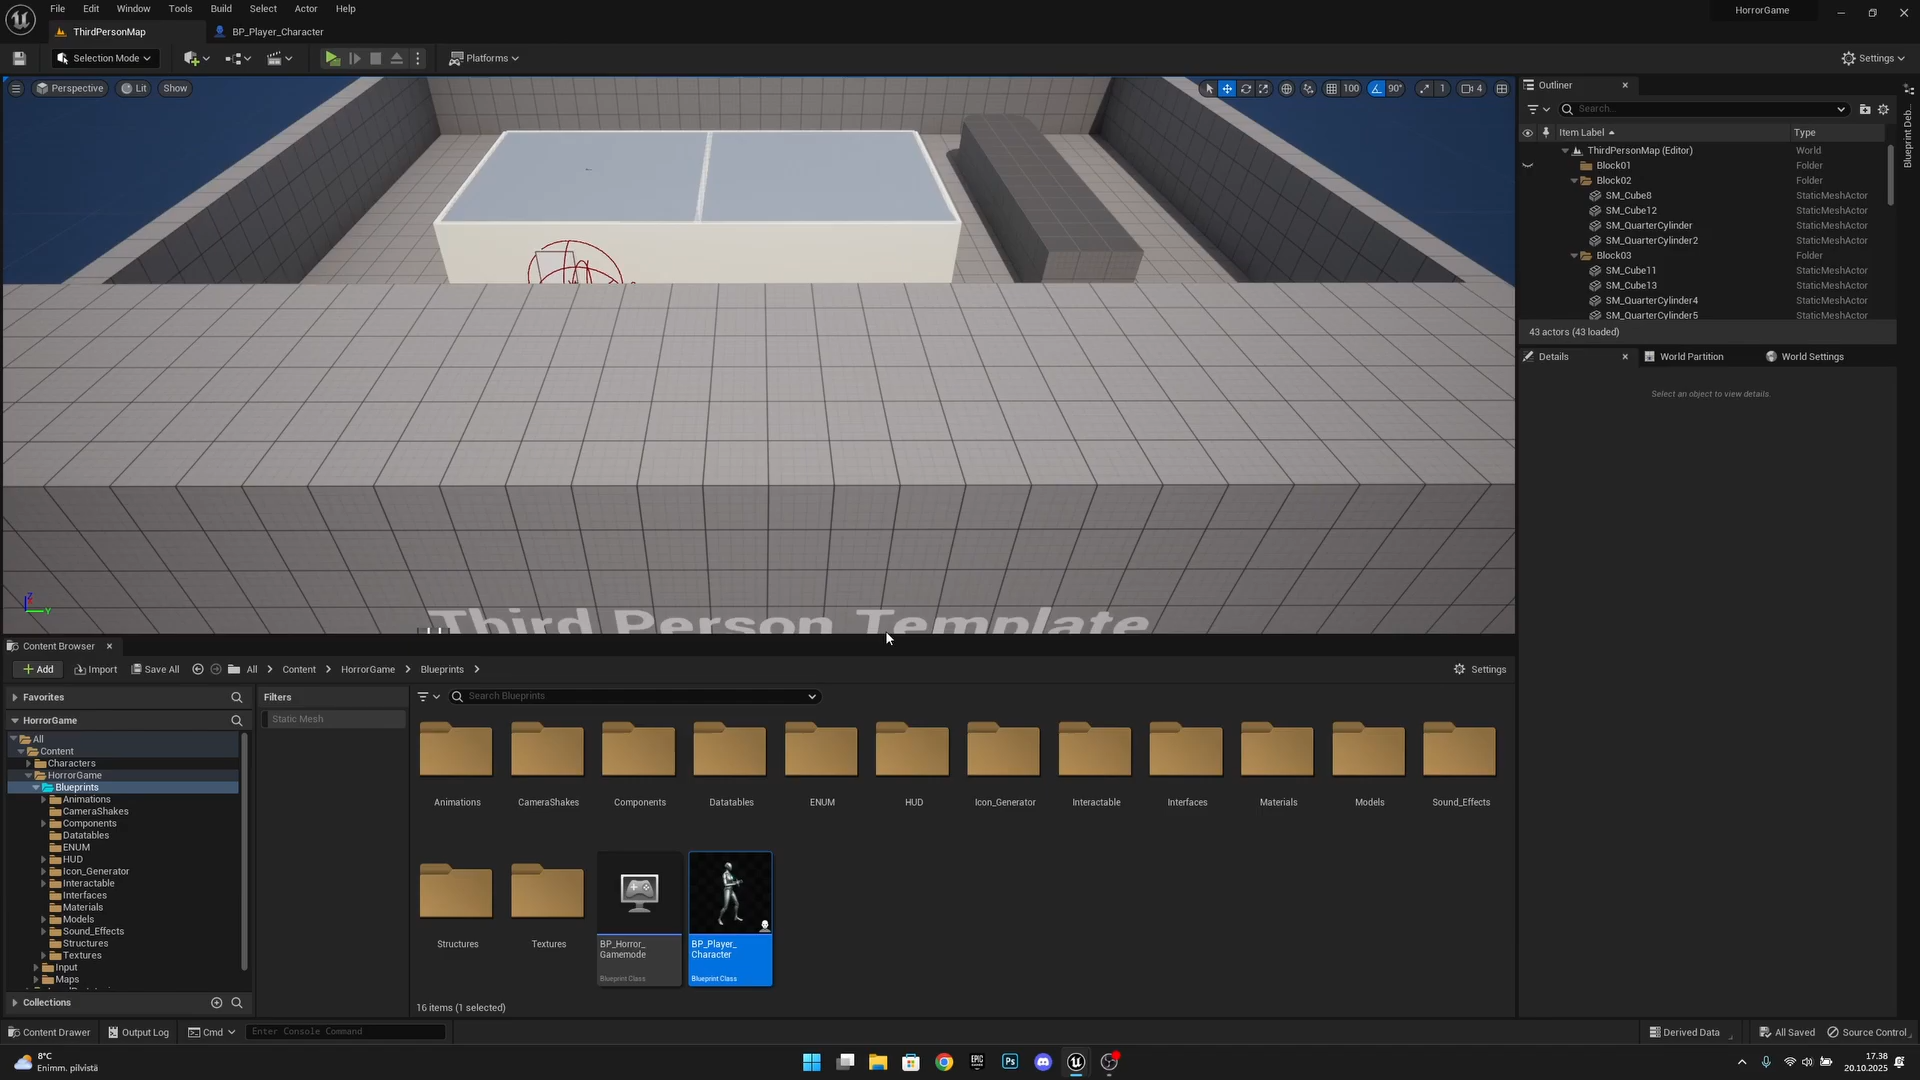 File Edit Window Tools Build Select Actor Help
HorrorGame
ThirdPersonMap
BP_Player_Character
Selection Mode
Platforms
Settings
Perspective
Lit
Show
100
90°
1
4
Third Person Template
Outliner
Search...
Item Label
Type
ThirdPersonMap (Editor) World
Block01 Folder
Block02 Folder
SM_Cube8 StaticMeshActor
SM_Cube12 StaticMeshActor
SM_QuarterCylinder StaticMeshActor
SM_QuarterCylinder2 StaticMeshActor
Block03 Folder
SM_Cube11 StaticMeshActor
SM_Cube13 StaticMeshActor
SM_QuarterCylinder4 StaticMeshActor
SM_QuarterCylinder5 StaticMeshActor
43 actors (43 loaded)
Blueprint Deb...
Details
World Partition
World Settings
Select an object to view details.
Content Browser
Add
Import
Save All
All
Content
HorrorGame
Blueprints
Settings
Favorites
HorrorGame
All
Content
Characters
HorrorGame
Blueprints
Animations
CameraShakes
Components
Datatables
ENUM
HUD
Icon_Generator
Interactable
Interfaces
Materials
Models
Sound_Effects
Structures
Textures
Input
Maps
Collections
Filters
Static Mesh
Search Blueprints
Animations
CameraShakes
Components
Datatables
ENUM
HUD
Icon_Generator
Interactable
Interfaces
Materials
Models
Sound_Effects
Structures
Textures
BP_Horror_
Gamemode
Blueprint Class
BP_Player_
Character
Blueprint Class
16 items (1 selected)
Content Drawer
Output Log
Cmd
Enter Console Command
Derived Data
All Saved
Source Control
8°C
Enimm. pilvistä
EPIC
Ps
17.38
20.10.2025